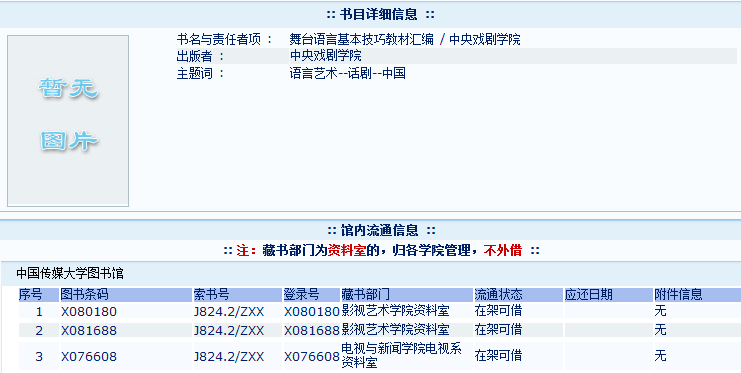 :: 书目详细信息 ::
暂无
图片
书名与责任者项 : 舞台语言基本技巧教材汇编 / 中央戏剧学院
出版者 : 中央戏剧学院
主题词 : 语言艺术--话剧--中国
:: 馆内流通信息 ::
:: 注: 藏书部门为资料室的，归各学院管理，不外借 ::
中国传媒大学图书馆
序号 图书条码 索书号 登录号 藏书部门 流通状态 应还日期 附件信息
1 X080180 J824.2/ZXX X080180 影视艺术学院资料室 在架可借 无
2 X081688 J824.2/ZXX X081688 影视艺术学院资料室 在架可借 无
3 X076608 J824.2/ZXX X076608 电视与新闻学院电视系 在架可借 无
资料室